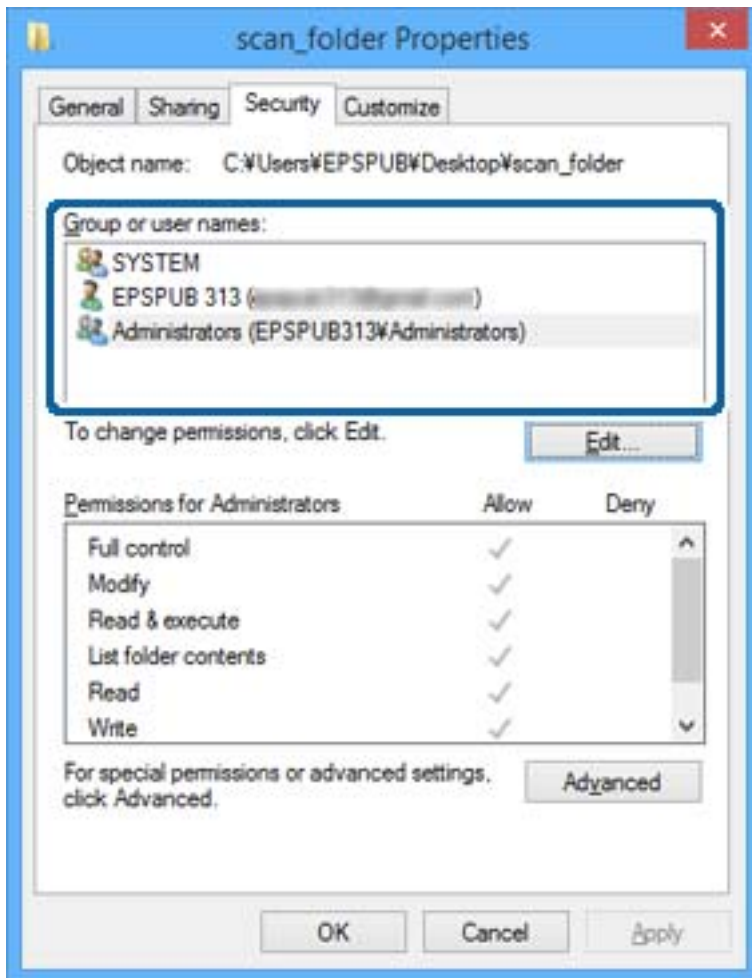 scan_folder Properties
General Sharing Security Customize
Object name: C:¥Users¥EPSPUB¥Desktop¥scan_folder
Group or user names:
SYSTEM
EPSPUB 313 ( )
Administrators (EPSPUB313¥Administrators)
To change permissions, click Edit.
Edit...
Permissions for Administrators Allow Deny
Full control
Modify
Read & execute
List folder contents
Read
Write
For special permissions or advanced settings,
click Advanced.
Advanced
OK Cancel Apply